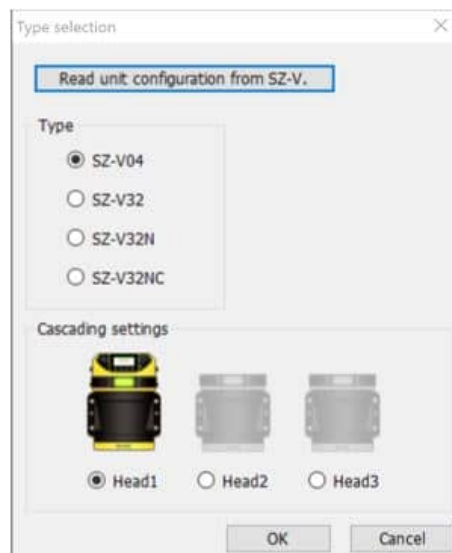 Type selection
Read unit configuration from SZ-V.
Type
SZ-V04
SZ-V32
SZ-V32N
SZ-V32NC
Cascading settings
Head1 Head2 Head3
OK Cancel